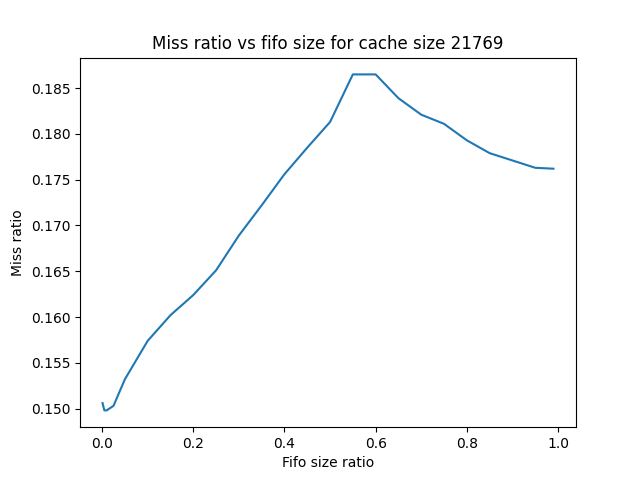 Miss ratio vs fifo size for cache size 21769
0.185
0.180
0.175
0.170
0.165
0.160
0.155
0.150
Miss ratio
0.0 0.2 0.4 0.6 0.8 1.0
Fifo size ratio